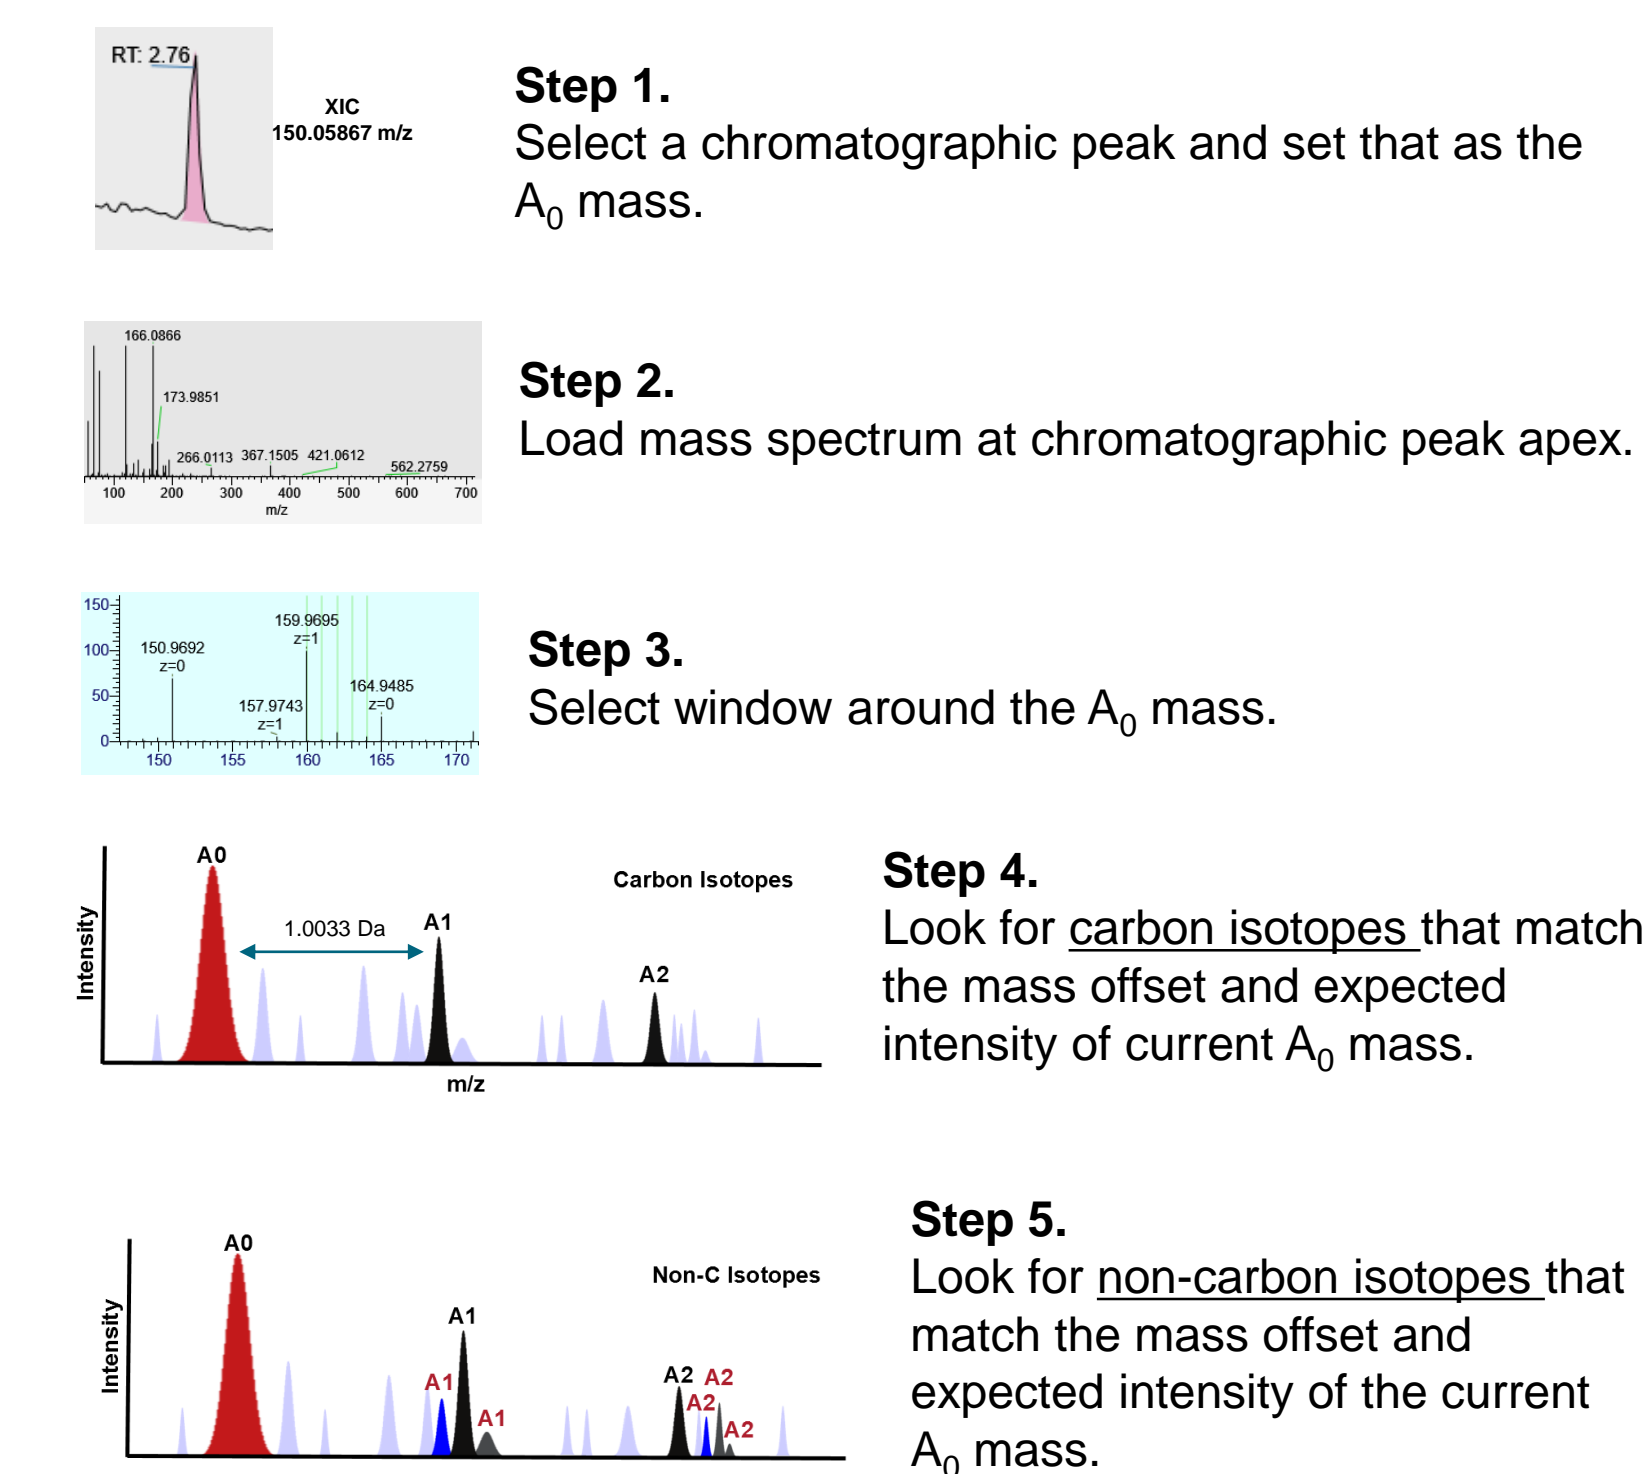 RT: 2.76
XIC
150.05867 m/z
Step 1.
Select a chromatographic peak and set that as the
A₀ mass.
166.0866
173.9851
266.0113 367.1505 421.0612
562.2759
100 200 300 400 500 600 700
m/z
Step 2.
Load mass spectrum at chromatographic peak apex.
150
159.9695
z=1
100
150.9692
z=0
50
164.9485
z=0
157.9743
z=1
0
150 155 160 165 170
Step 3.
Select window around the A₀ mass.
A0
Carbon Isotopes
1.0033 Da
A1
A2
Intensity
m/z
Step 4.
Look for carbon isotopes that match
the mass offset and expected
intensity of current A₀ mass.
A0
Non-C Isotopes
A1
A1
A1
A2 A2
A2
A2
Intensity
Step 5.
Look for non-carbon isotopes that
match the mass offset and
expected intensity of the current
A₀ mass.